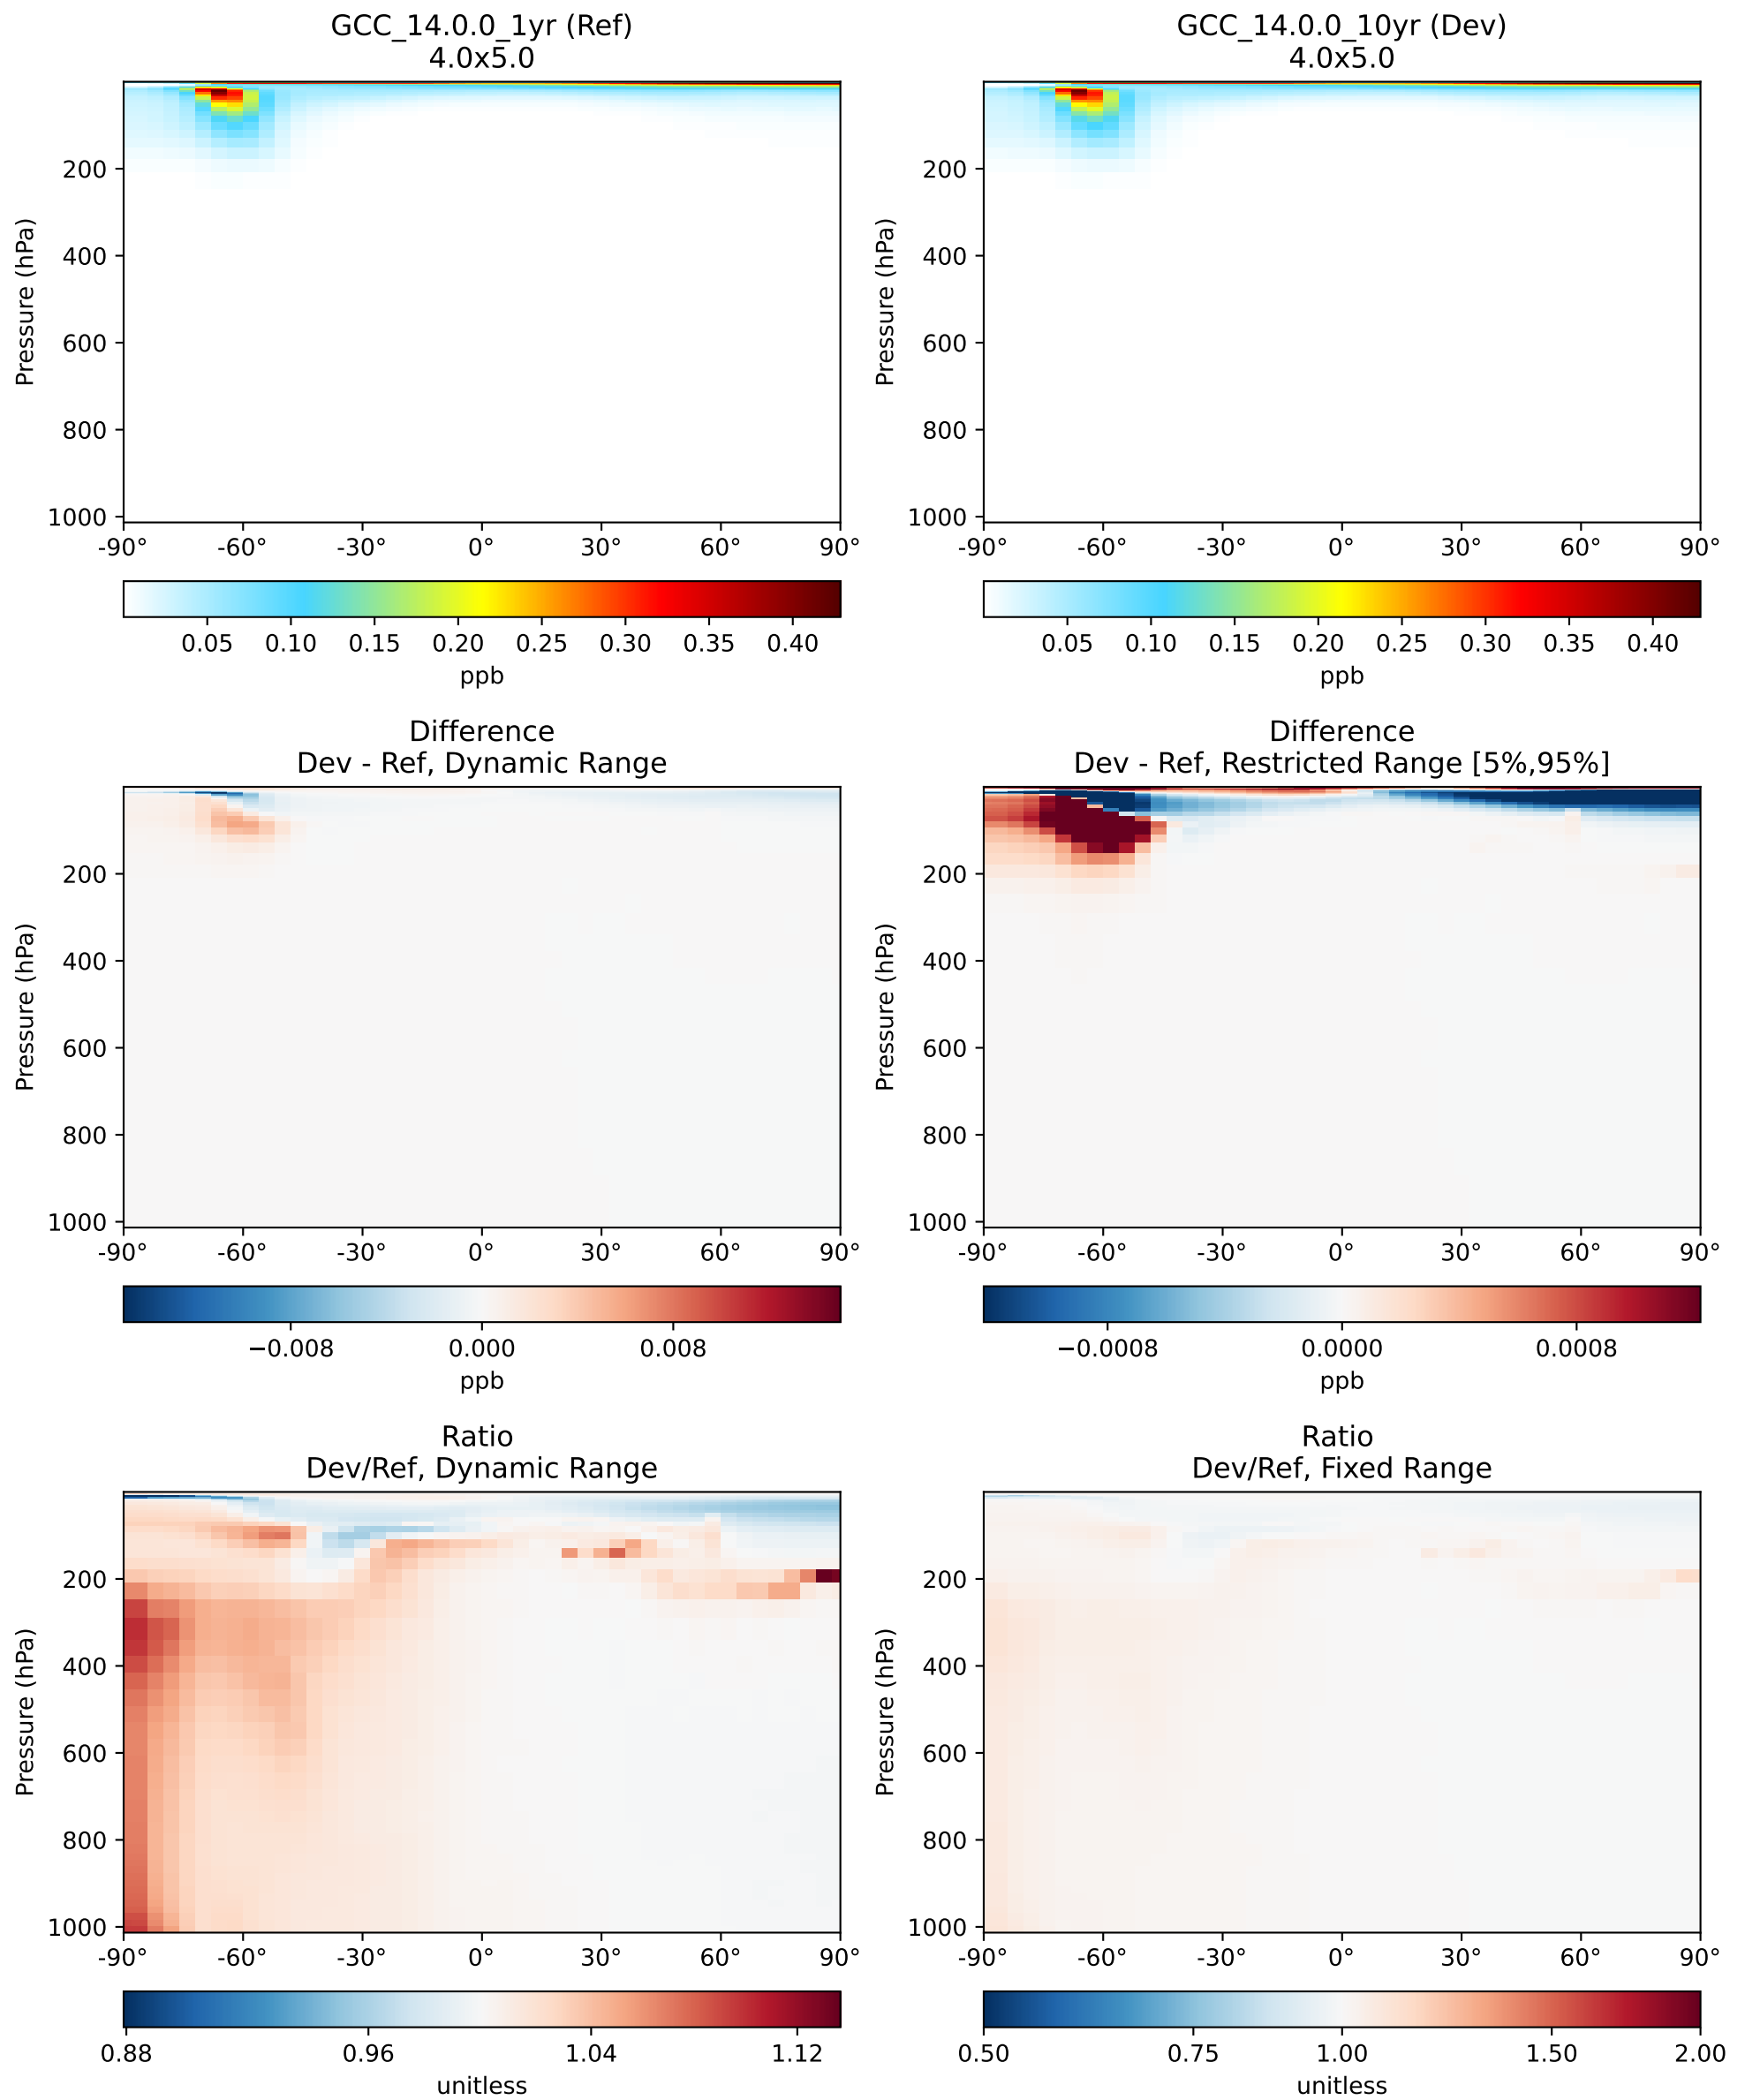 GCC_14.0.0_1yr (Ref)
4.0x5.0
GCC_14.0.0_10yr (Dev)
4.0x5.0
Pressure (hPa)
200
400
600
800
1000
-90° -60° -30° 0° 30° 60° 90°
0.05 0.10 0.15 0.20 0.25 0.30 0.35 0.40
ppb
Pressure (hPa)
200
400
600
800
1000
-90° -60° -30° 0° 30° 60° 90°
0.05 0.10 0.15 0.20 0.25 0.30 0.35 0.40
ppb
Difference
Dev - Ref, Dynamic Range
Difference
Dev - Ref, Restricted Range [5%,95%]
Pressure (hPa)
200
400
600
800
1000
-90° -60° -30° 0° 30° 60° 90°
−0.008 0.000 0.008
ppb
Pressure (hPa)
200
400
600
800
1000
-90° -60° -30° 0° 30° 60° 90°
−0.0008 0.0000 0.0008
ppb
Ratio
Dev/Ref, Dynamic Range
Ratio
Dev/Ref, Fixed Range
Pressure (hPa)
200
400
600
800
1000
-90° -60° -30° 0° 30° 60° 90°
0.88 0.96 1.04 1.12
unitless
Pressure (hPa)
200
400
600
800
1000
-90° -60° -30° 0° 30° 60° 90°
0.50 0.75 1.00 1.50 2.00
unitless